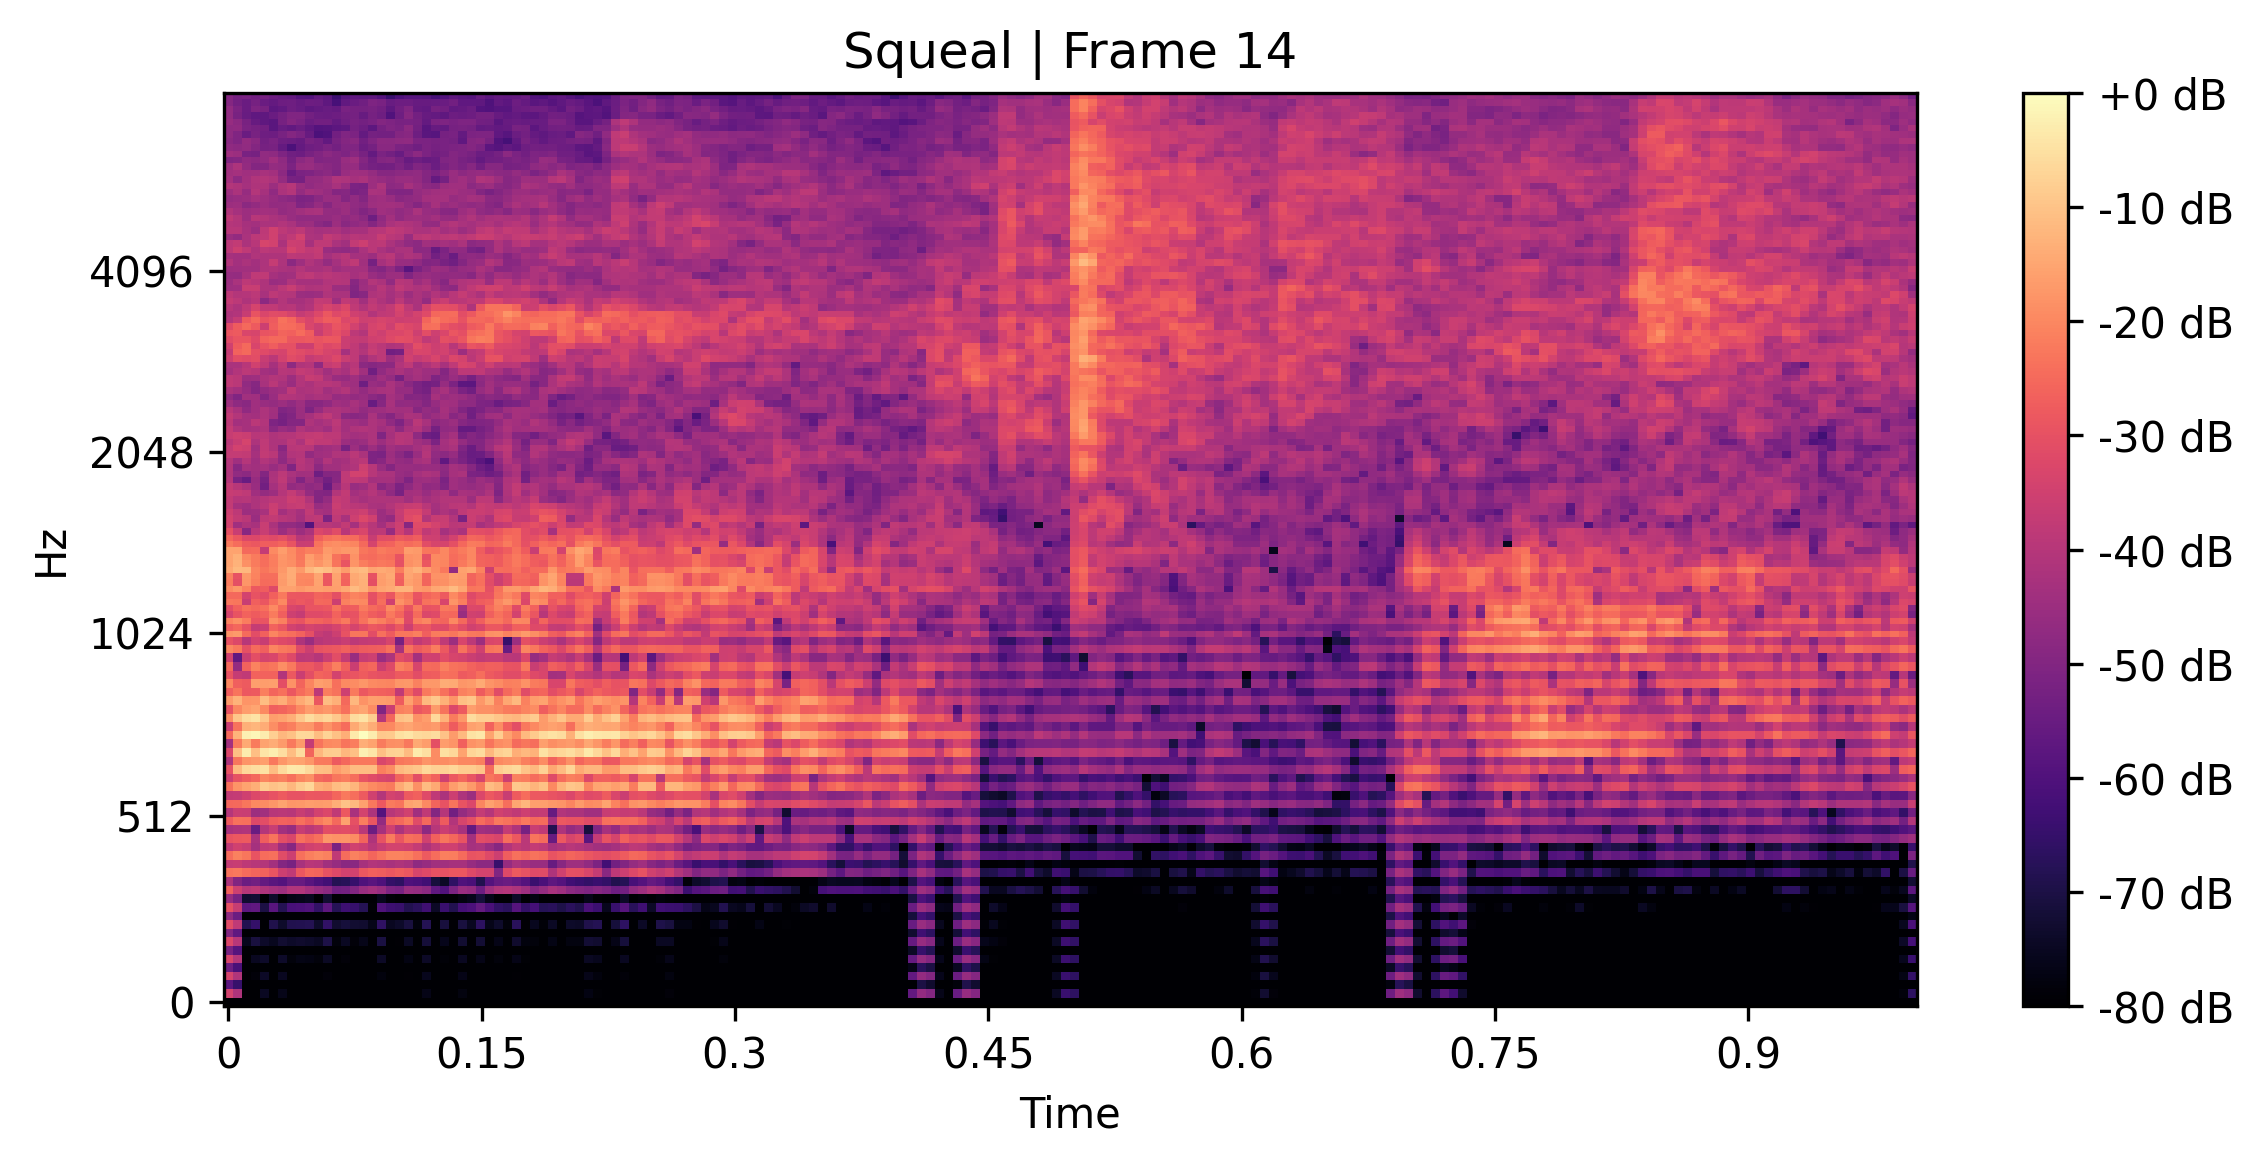 Squeal | Frame 14
Hz
4096
2048
1024
512
0
0 0.15 0.3 0.45 0.6 0.75 0.9
Time
+0 dB
-10 dB
-20 dB
-30 dB
-40 dB
-50 dB
-60 dB
-70 dB
-80 dB